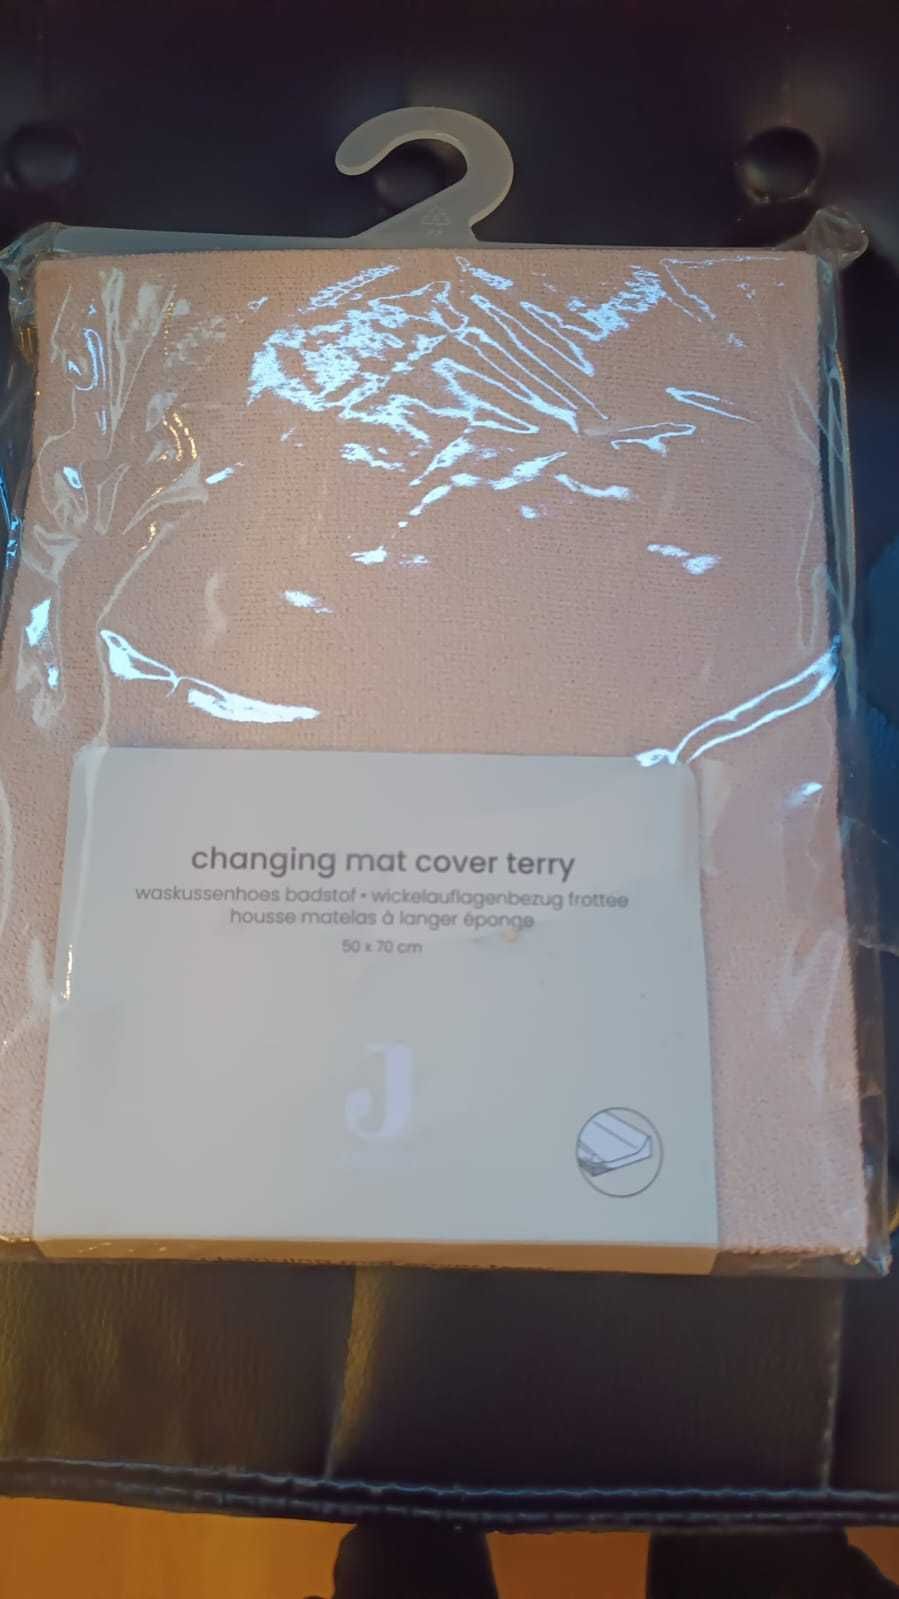 changing mat cover terry
waskussenhoes badstof • wickelauflagenbezug frottee
housse matelas à langer éponge
50 x 70 cm
J